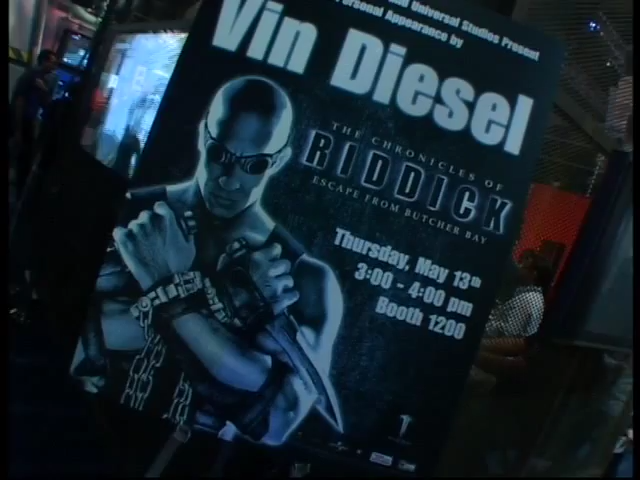 and Universal Studios Present
Personal Appearance by
Vin Diesel
THE CHRONICLES OF
RIDDICK
ESCAPE FROM BUTCHER BAY
Thursday, May 13th
3:00 - 4:00 pm
Booth 1200